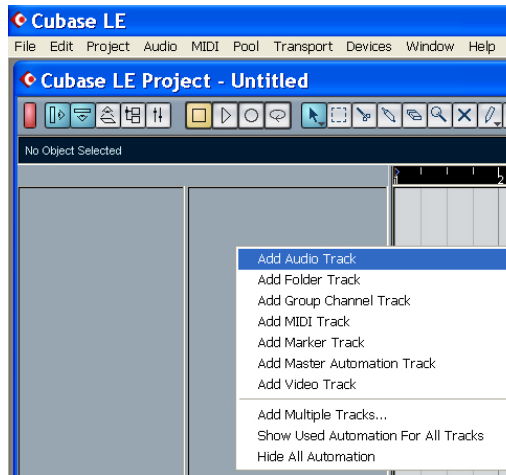 Cubase LE
File Edit Project Audio MIDI Pool Transport Devices Window Help
Cubase LE Project - Untitled
No Object Selected
1 2
Add Audio Track
Add Folder Track
Add Group Channel Track
Add MIDI Track
Add Marker Track
Add Master Automation Track
Add Video Track
Add Multiple Tracks...
Show Used Automation For All Tracks
Hide All Automation